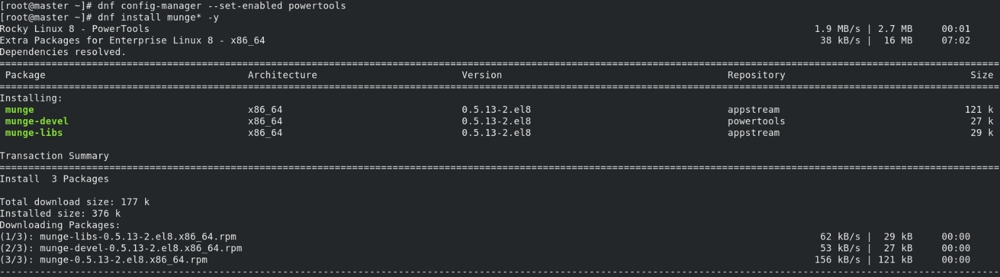 [root@master ~]# dnf config-manager --set-enabled powertools
[root@master ~]# dnf install munge* -y
Rocky Linux 8 - PowerTools 1.9 MB/s | 2.7 MB 00:01
Extra Packages for Enterprise Linux 8 - x86_64 38 kB/s | 16 MB 07:02
Dependencies resolved.
Package Architecture Version Repository Size
Installing:
munge x86_64 0.5.13-2.el8 appstream 121 k
munge-devel x86_64 0.5.13-2.el8 powertools 27 k
munge-libs x86_64 0.5.13-2.el8 appstream 29 k
Transaction Summary
Install 3 Packages
Total download size: 177 k
Installed size: 376 k
Downloading Packages:
(1/3): munge-libs-0.5.13-2.el8.x86_64.rpm 62 kB/s | 29 kB 00:00
(2/3): munge-devel-0.5.13-2.el8.x86_64.rpm 53 kB/s | 27 kB 00:00
(3/3): munge-0.5.13-2.el8.x86_64.rpm 156 kB/s | 121 kB 00:00